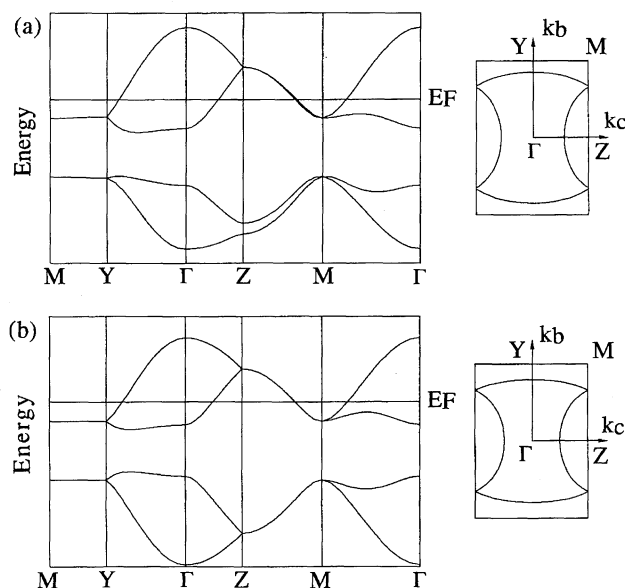 (a)
Energy
EF
M Y Γ Z M Γ
kb
Y M
kc
Γ Z
(b)
Energy
EF
M Y Γ Z M Γ
kb
Y M
kc
Γ Z